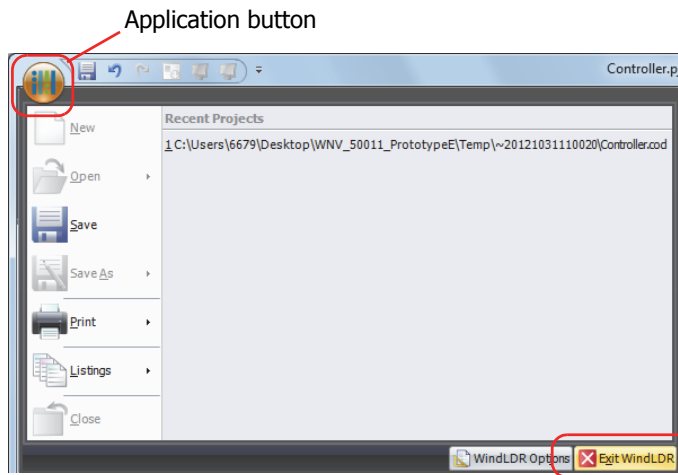 Application button
Controller.p
New
Recent Projects
1 C:\Users\6679\Desktop\WNV_50011_PrototypeE\Temp\~20121031110020\Controller.cod
Open
Save
Save As
Print
Listings
Close
WindLDR Options
Exit WindLDR